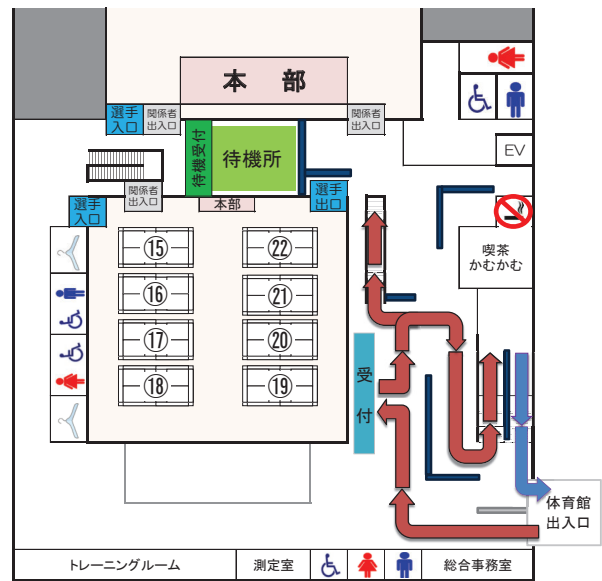 本 部
選手
入口
関係者
出入口
関係者
出入口
待機受付
待機所
EV
関係者
出入口
選手
入口
本部
選手
出口
喫茶
かむかむ
⑮
㉒
⑯
㉑
⑰
⑳
⑱
⑲
受付
体育館
出入口
トレーニングルーム
測定室
総合事務室